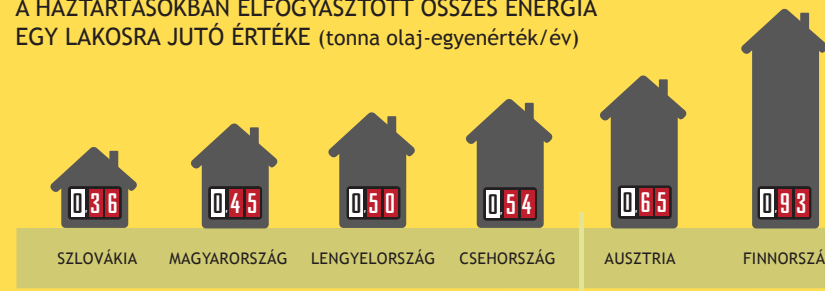 A HÁZTARTÁSOKBAN ELFOGYASZTOTT ÖSSZES ENERGIA
EGY LAKOSRA JUTÓ ÉRTÉKE (tonna olaj-egyenérték/év)
0,36 0,45 0,50 0,54 0,65 0,93
SZLOVÁKIA MAGYARORSZÁG LENGYELORSZÁG CSEHORSZÁG AUSZTRIA FINNORSZÁ